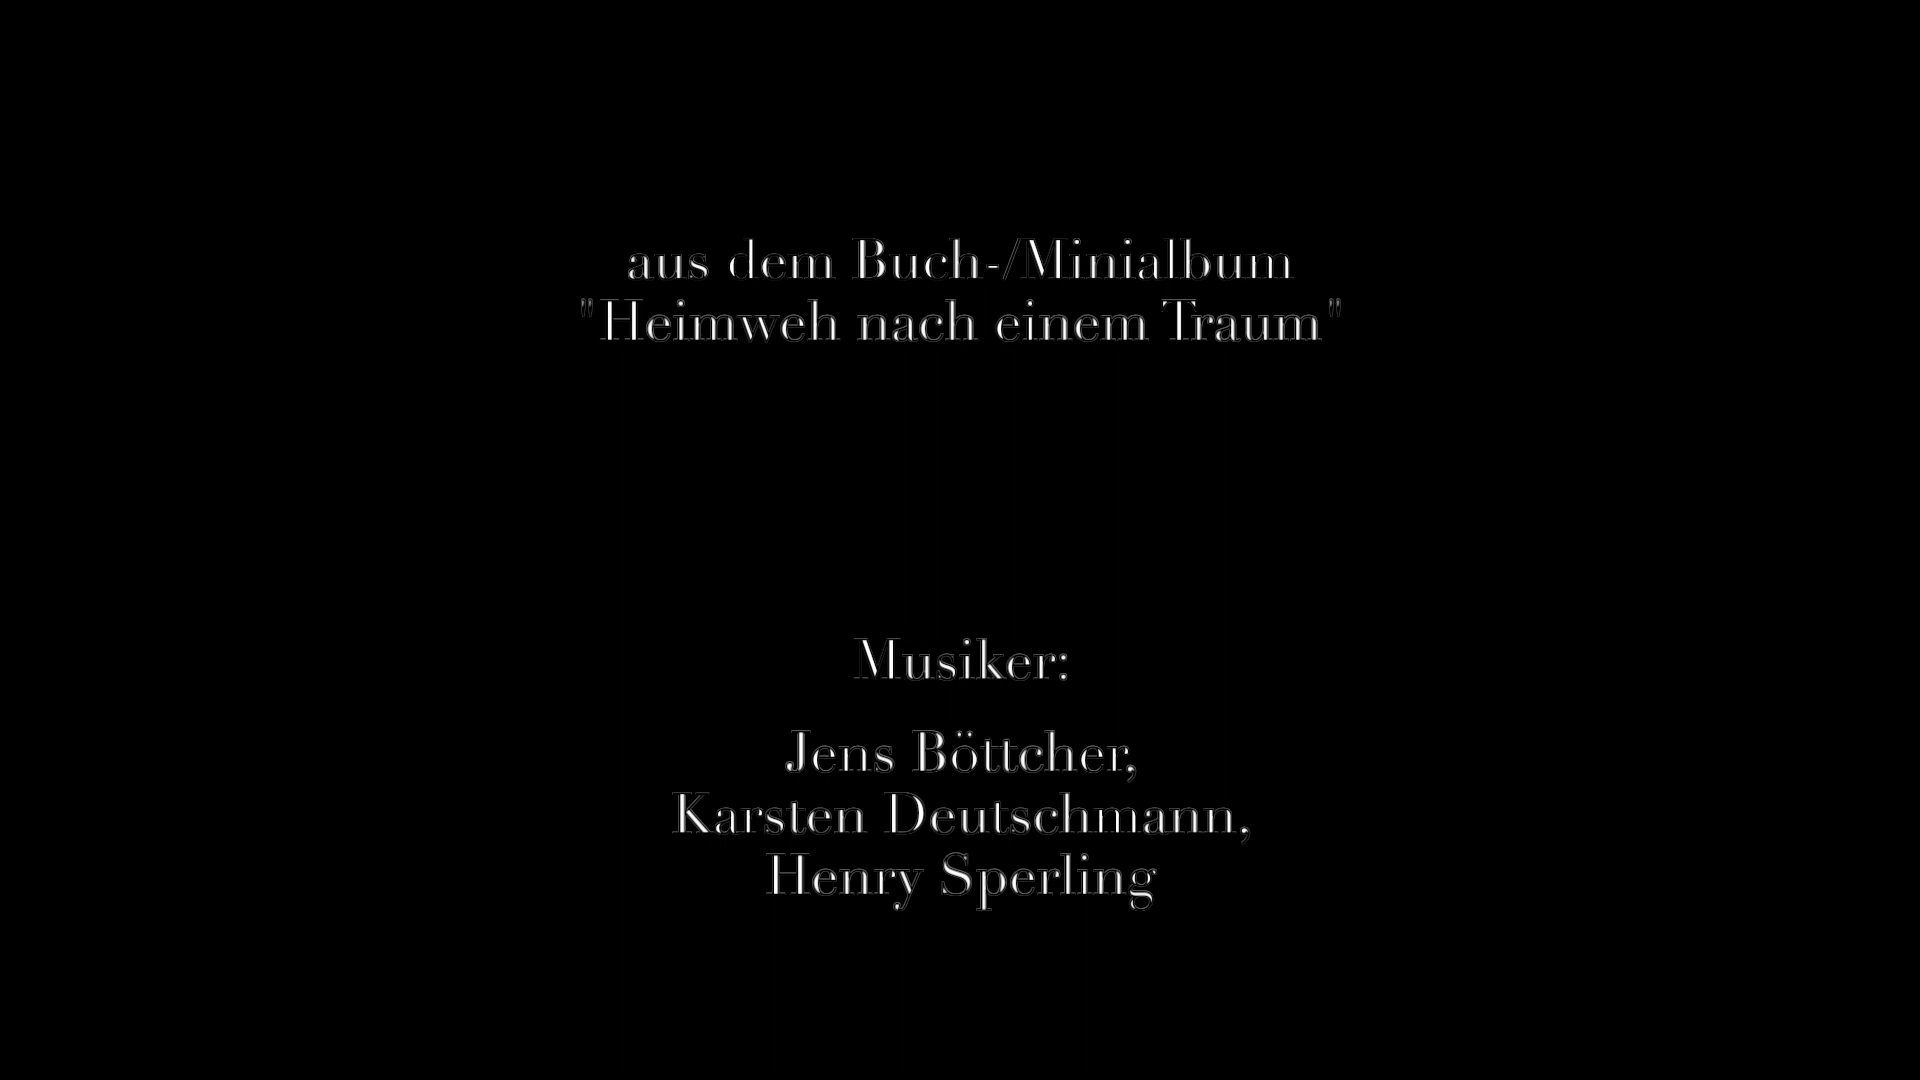 aus dem Buch-/Minialbum
"Heimweh nach einem Traum"
Musiker:
Jens Böttcher,
Karsten Deutschmann,
Henry Sperling